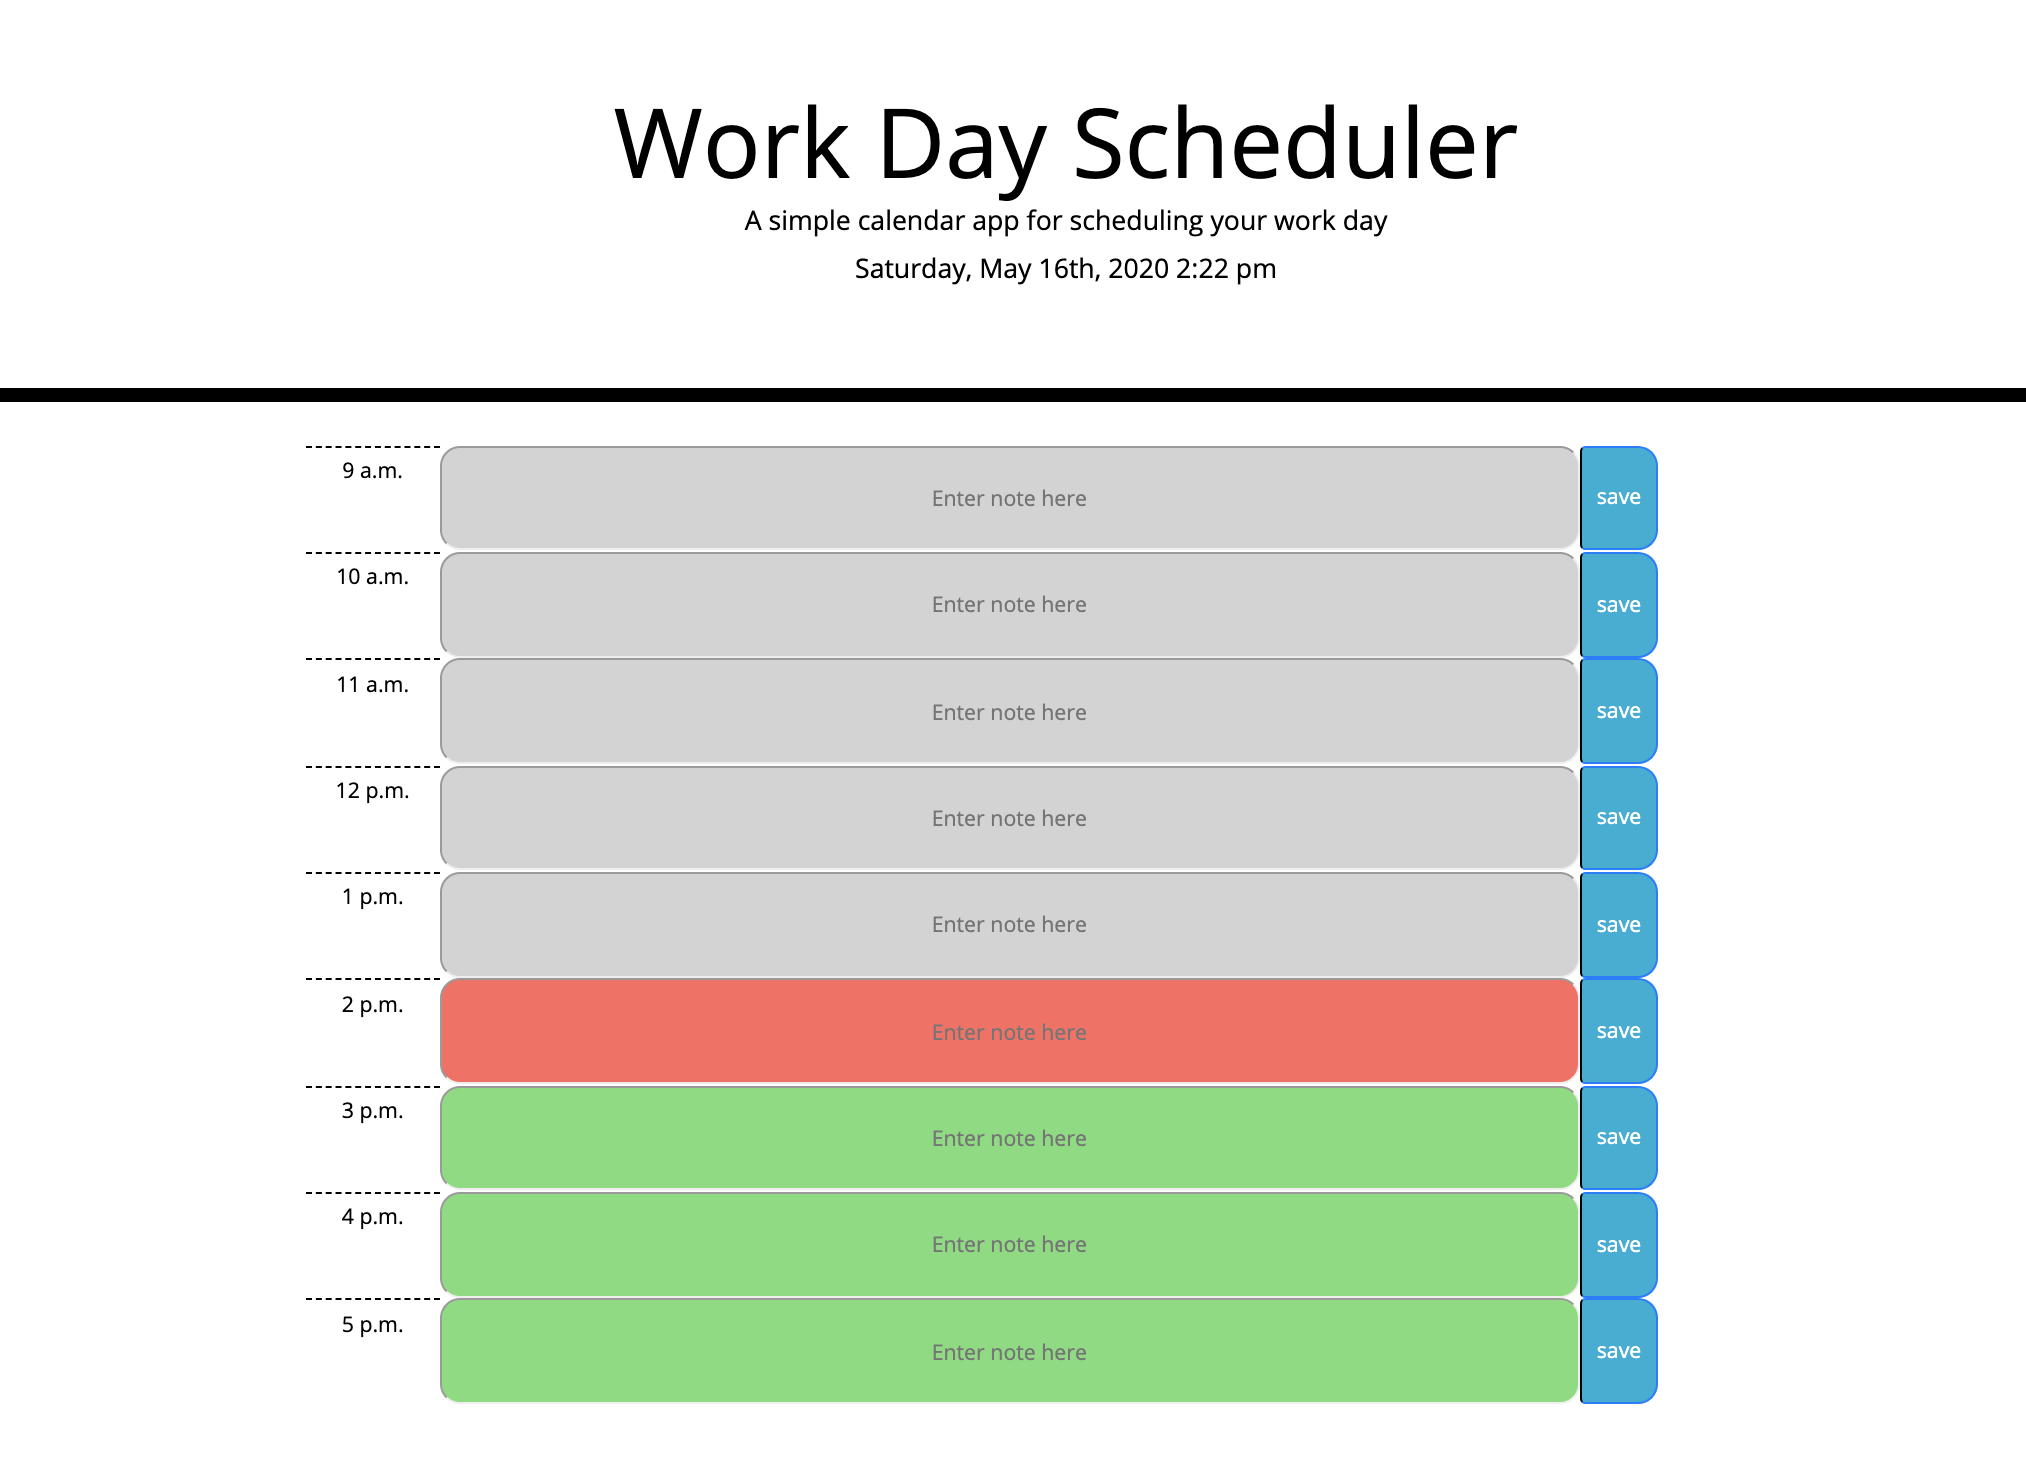 Work Day Scheduler
A simple calendar app for scheduling your work day
Saturday, May 16th, 2020 2:22 pm
9 a.m. Enter note here save
10 a.m. Enter note here save
11 a.m. Enter note here save
12 p.m. Enter note here save
1 p.m. Enter note here save
2 p.m. Enter note here save
3 p.m. Enter note here save
4 p.m. Enter note here save
5 p.m. Enter note here save